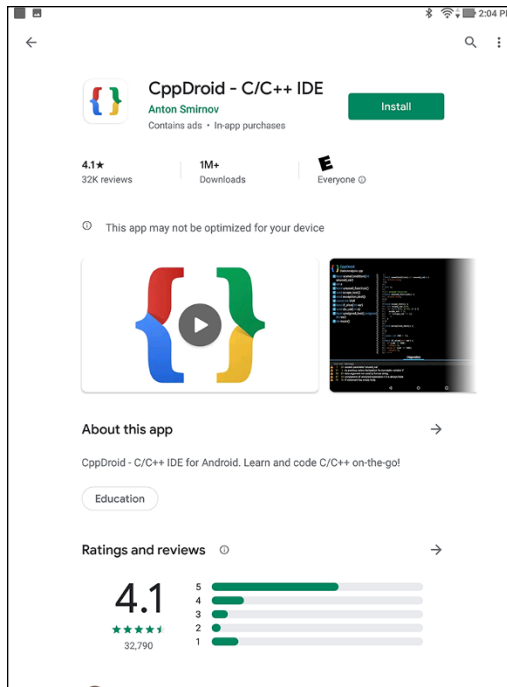 2:04 P
CppDroid - C/C++ IDE
Anton Smirnov
Install
Contains ads • In-app purchases
4.1★
1M+
E
32K reviews
Downloads
Everyone
This app may not be optimized for your device
CppDroid
About this app
CppDroid - C/C++ IDE for Android. Learn and code C/C++ on-the-go!
Education
Ratings and reviews
4.1
5
4
3
2
1
32,790